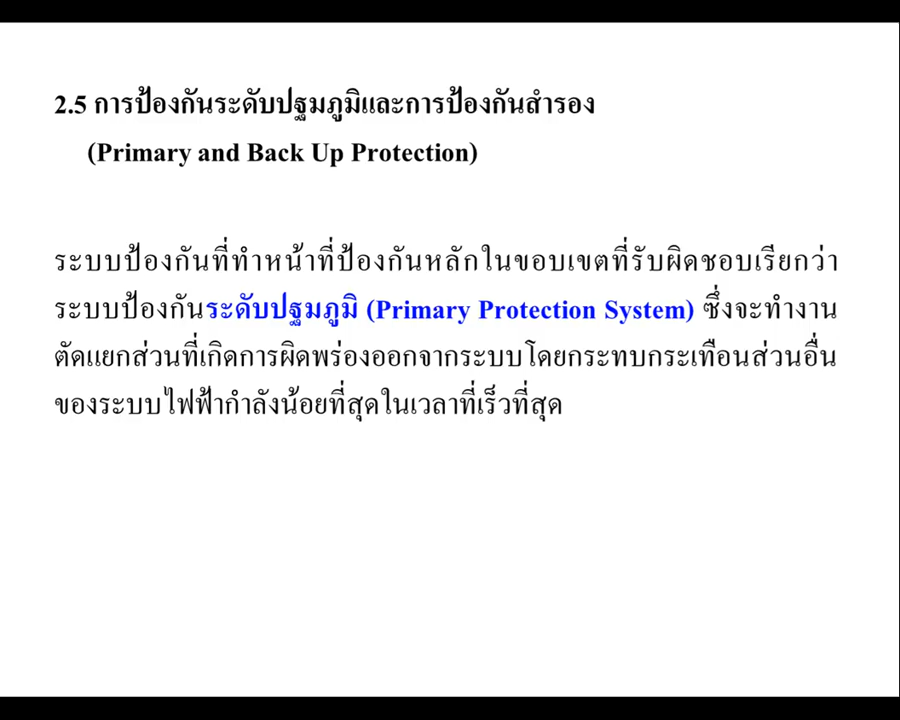 2.5 การป้องกันระดับปฐมภูมิและการป้องกันสำรอง
(Primary and Back Up Protection)
ระบบป้องกันที่ทำหน้าที่ป้องกันหลักในขอบเขตที่รับผิดชอบเรียกว่า
ระบบป้องกันระดับปฐมภูมิ (Primary Protection System) ซึ่งจะทำงาน
ตัดแยกส่วนที่เกิดการผิดพร่องออกจากระบบโดยกระทบกระเทือนส่วนอื่น
ของระบบไฟฟ้ากำลังน้อยที่สุดในเวลาที่เร็วที่สุด